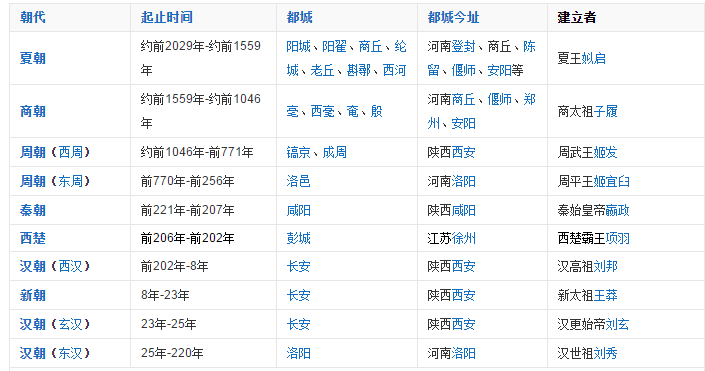 朝代 起止时间 都城 都城今址 建立者
夏朝 约前2029年-约前1559年 阳城、阳翟、商丘、纶城、老丘、斟鄩、西河 河南登封、商丘、陈留、偃师、安阳等 夏王姒启
商朝 约前1559年-约前1046年 亳、西亳、奄、殷 河南商丘、偃师、郑州、安阳 商太祖子履
周朝（西周） 约前1046年-前771年 镐京、成周 陕西西安 周武王姬发
周朝（东周） 前770年-前256年 洛邑 河南洛阳 周平王姬宜臼
秦朝 前221年-前207年 咸阳 陕西咸阳 秦始皇帝嬴政
西楚 前206年-前202年 彭城 江苏徐州 西楚霸王项羽
汉朝（西汉） 前202年-8年 长安 陕西西安 汉高祖刘邦
新朝 8年-23年 长安 陕西西安 新太祖王莽
汉朝（玄汉） 23年-25年 长安 陕西西安 汉更始帝刘玄
汉朝（东汉） 25年-220年 洛阳 河南洛阳 汉世祖刘秀